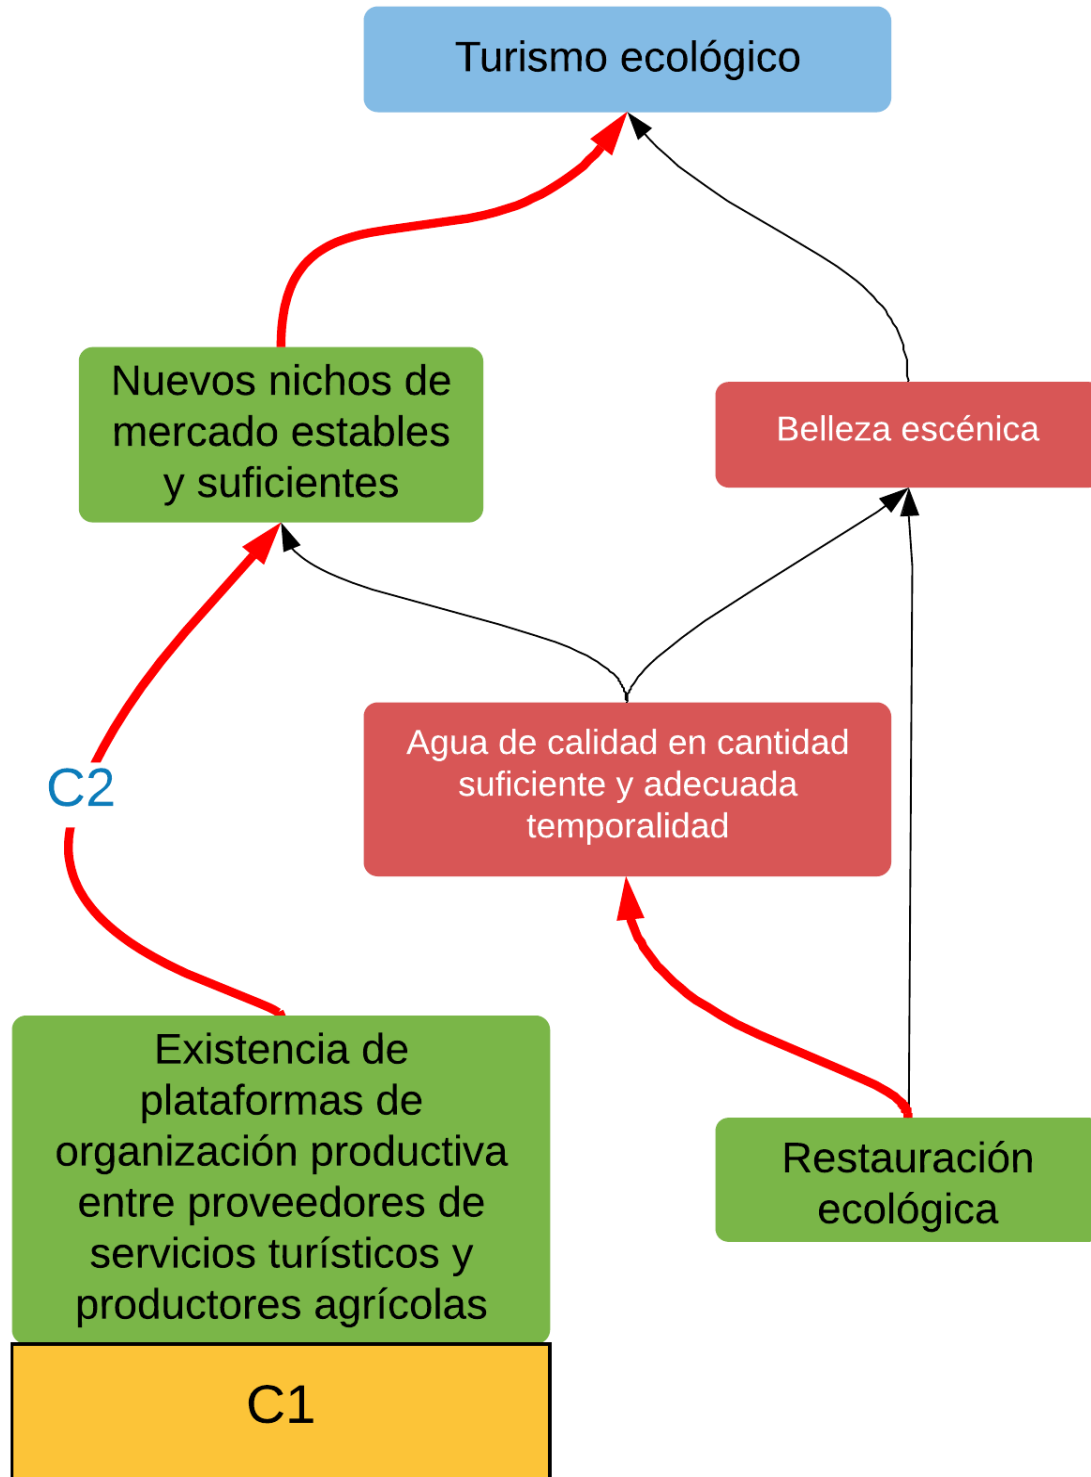 Turismo ecológico
Nuevos nichos de
mercado estables
y suficientes
Belleza escénica
Agua de calidad en cantidad
suficiente y adecuada
temporalidad
C2
Existencia de
plataformas de
organización productiva
entre proveedores de
servicios turísticos y
productores agrícolas
Restauración
ecológica
C1